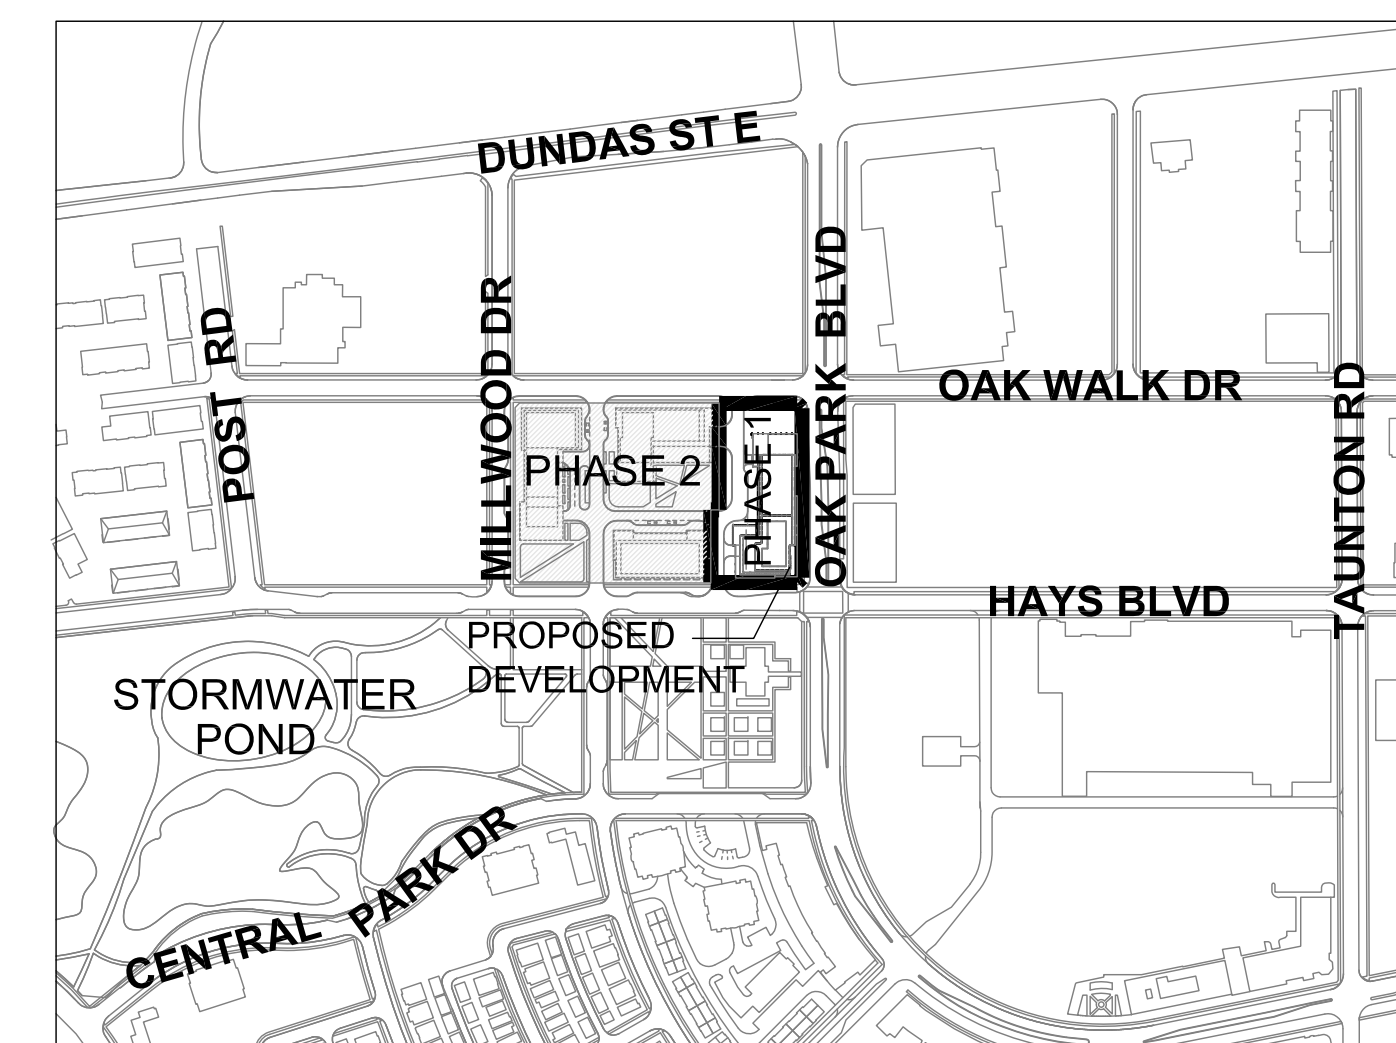 DUNDAS ST E
POST RD
MILLWOOD DR
OAK PARK BLVD
OAK WALK DR
TAUNTON RD
PHASE 2
PHASE 1
HAYS BLVD
PROPOSED
DEVELOPMENT
STORMWATER
POND
CENTRAL PARK DR